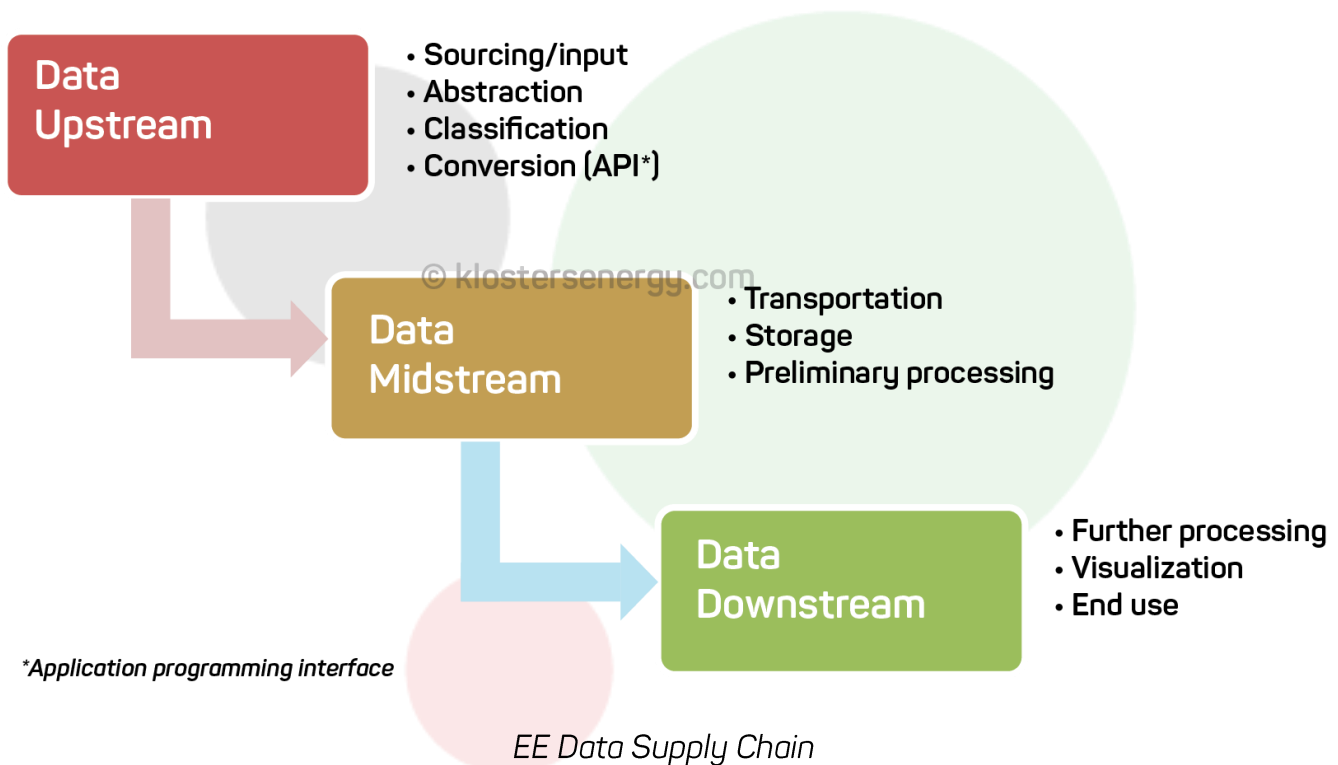 Data
Upstream
• Sourcing/input
• Abstraction
• Classification
• Conversion (API*)
© klostersenergy.com
Data
Midstream
• Transportation
• Storage
• Preliminary processing
Data
Downstream
• Further processing
• Visualization
• End use
*Application programming interface
EE Data Supply Chain